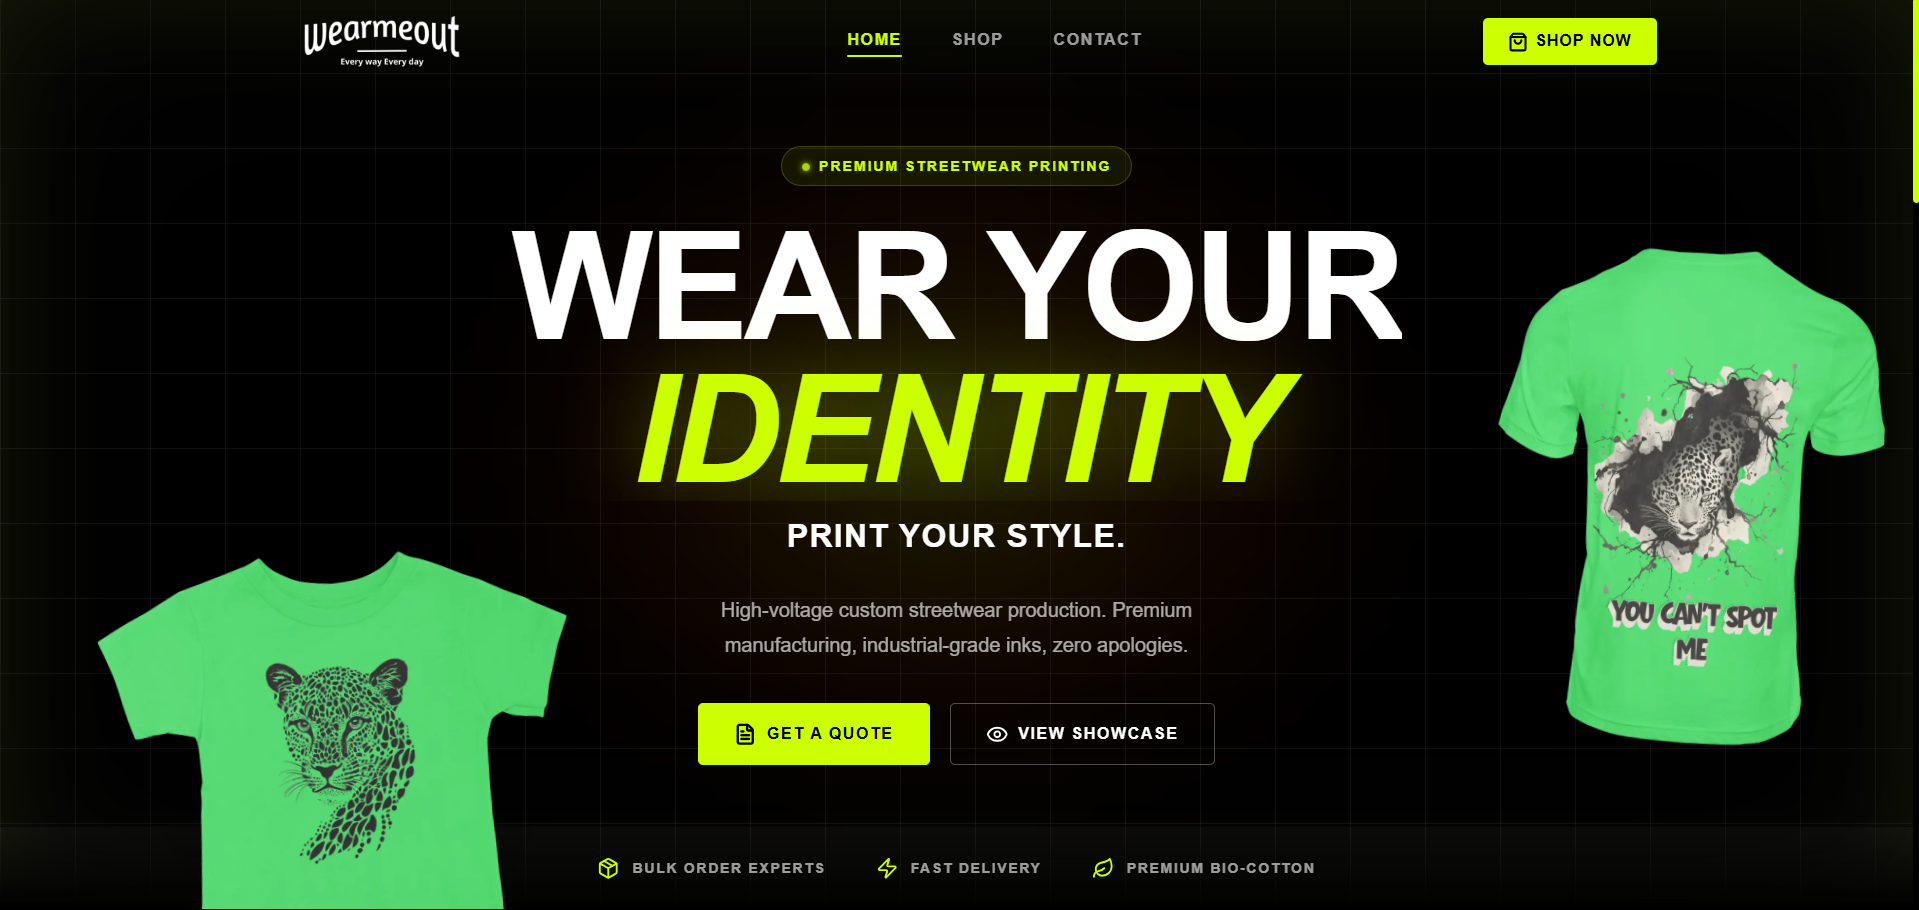 wearmeout
Every way Every day
HOME
SHOP
CONTACT
SHOP NOW
PREMIUM STREETWEAR PRINTING
WEAR YOUR
IDENTITY
PRINT YOUR STYLE.
High-voltage custom streetwear production. Premium
manufacturing, industrial-grade inks, zero apologies.
GET A QUOTE
VIEW SHOWCASE
YOU CAN'T SPOT
ME
BULK ORDER EXPERTS
FAST DELIVERY
PREMIUM BIO-COTTON